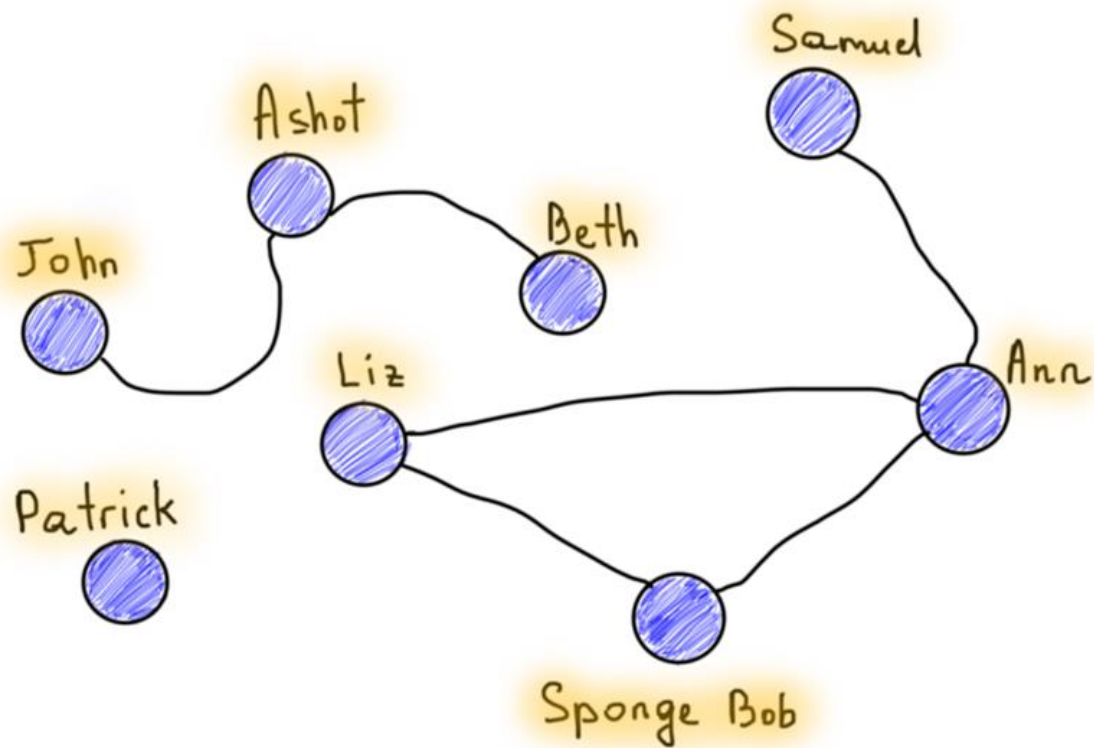 Samuel
Ashot
Beth
John
Liz
Ann
Patrick
Sponge Bob